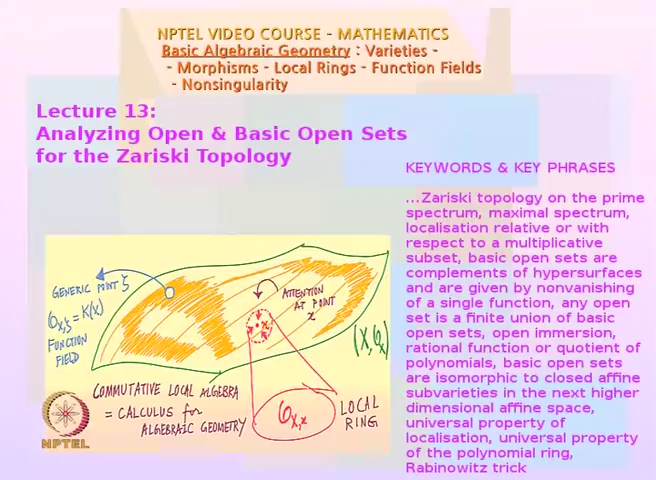 NPTEL VIDEO COURSE - MATHEMATICS
Basic Algebraic Geometry : Varieties -
- Morphisms - Local Rings - Function Fields
- Nonsingularity
Lecture 13:
Analyzing Open & Basic Open Sets
for the Zariski Topology
KEYWORDS & KEY PHRASES
...Zariski topology on the prime
spectrum, maximal spectrum,
localisation relative or with
respect to a multiplicative
subset, basic open sets are
complements of hypersurfaces
and are given by nonvanishing
of a single function, any open
set is a finite union of basic
open sets, open immersion,
rational function or quotient of
polynomials, basic open sets
are isomorphic to closed affine
subvarieties in the next higher
dimensional affine space,
universal property of
localisation, universal property
of the polynomial ring,
Rabinowitz trick
GENERIC POINT ξ
O_X,ξ = K(X)
FUNCTION
FIELD
ATTENTION
AT POINT
x
(X, O_X)
COMMUTATIVE LOCAL ALGEBRA
= CALCULUS for
ALGEBRAIC GEOMETRY
O_X,x
LOCAL
RING
NPTEL